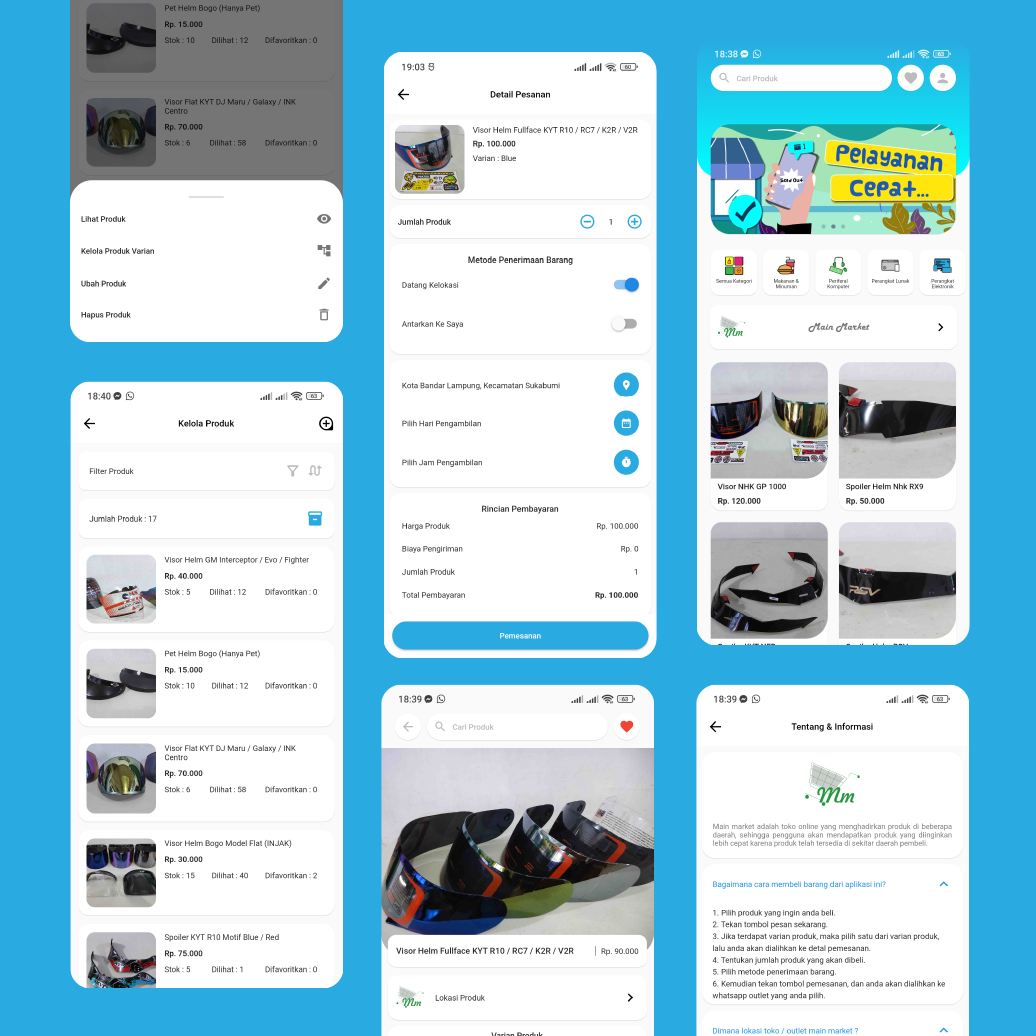 Pet Helm Bogo (Hanya Pet)
Rp. 15.000
Stok : 10 Dilihat : 12 Difavoritkan : 0
Visor Flat KYT DJ Maru / Galaxy / INK
Centro
Rp. 70.000
Stok : 6 Dilihat : 58 Difavoritkan : 0
Lihat Produk
Kelola Produk Varian
Ubah Produk
Hapus Produk
18:40 63
Kelola Produk
Filter Produk
Jumlah Produk : 17
Visor Helm GM Interceptor / Evo / Fighter
Rp. 40.000
Stok : 5 Dilihat : 12 Difavoritkan : 0
Pet Helm Bogo (Hanya Pet)
Rp. 15.000
Stok : 10 Dilihat : 12 Difavoritkan : 0
Visor Flat KYT DJ Maru / Galaxy / INK
Centro
Rp. 70.000
Stok : 6 Dilihat : 58 Difavoritkan : 0
Visor Helm Bogo Model Flat (INJAK)
Rp. 30.000
Stok : 15 Dilihat : 40 Difavoritkan : 2
Spoiler KYT R10 Motif Blue / Red
Rp. 75.000
Stok : 5 Dilihat : 1 Difavoritkan : 0
19:03 60
Detail Pesanan
Visor Helm Fullface KYT R10 / RC7 / K2R / V2R
Rp. 100.000
Varian : Blue
Jumlah Produk 1
Metode Penerimaan Barang
Datang Kelokasi
Antarkan Ke Saya
Kota Bandar Lampung, Kecamatan Sukabumi
Pilih Hari Pengambilan
Pilih Jam Pengambilan
Rincian Pembayaran
Harga Produk Rp. 100.000
Biaya Pengiriman Rp. 0
Jumlah Produk 1
Total Pembayaran Rp. 100.000
Pemesanan
18:39 63
Cari Produk
Visor Helm Fullface KYT R10 / RC7 / K2R / V2R Rp. 90.000
Mm
Lokasi Produk
Varian Produk
18:38 63
Cari Produk
Pelayanan
Cepat...
Sold Out
Semua Kategori
Makanan &
Minuman
Periferal
Komputer
Perangkat Lunak
Perangkat
Elektronik
Mm
Main Market
Visor NHK GP 1000
Rp. 120.000
Spoiler Helm Nhk RX9
Rp. 50.000
RSV
18:39 63
Tentang & Informasi
Mm
Main market adalah toko online yang menghadirkan produk di beberapa
daerah, sehingga pengguna akan mendapatkan produk yang diinginkan
lebih cepat karena produk telah tersedia di sekitar daerah pembeli.
Bagaimana cara membeli barang dari aplikasi ini?
1. Pilih produk yang ingin anda beli.
2. Tekan tombol pesan sekarang.
3. Jika terdapat varian produk, maka pilih satu dari varian produk,
lalu anda akan dialihkan ke detal pemesanan.
4. Tentukan jumlah produk yang akan dibeli.
5. Pilih metode penerimaan barang.
6. Kemudian tekan tombol pemesanan, dan anda akan dialihkan ke
whatsapp outlet yang anda pilih.
Dimana lokasi toko / outlet main market ?